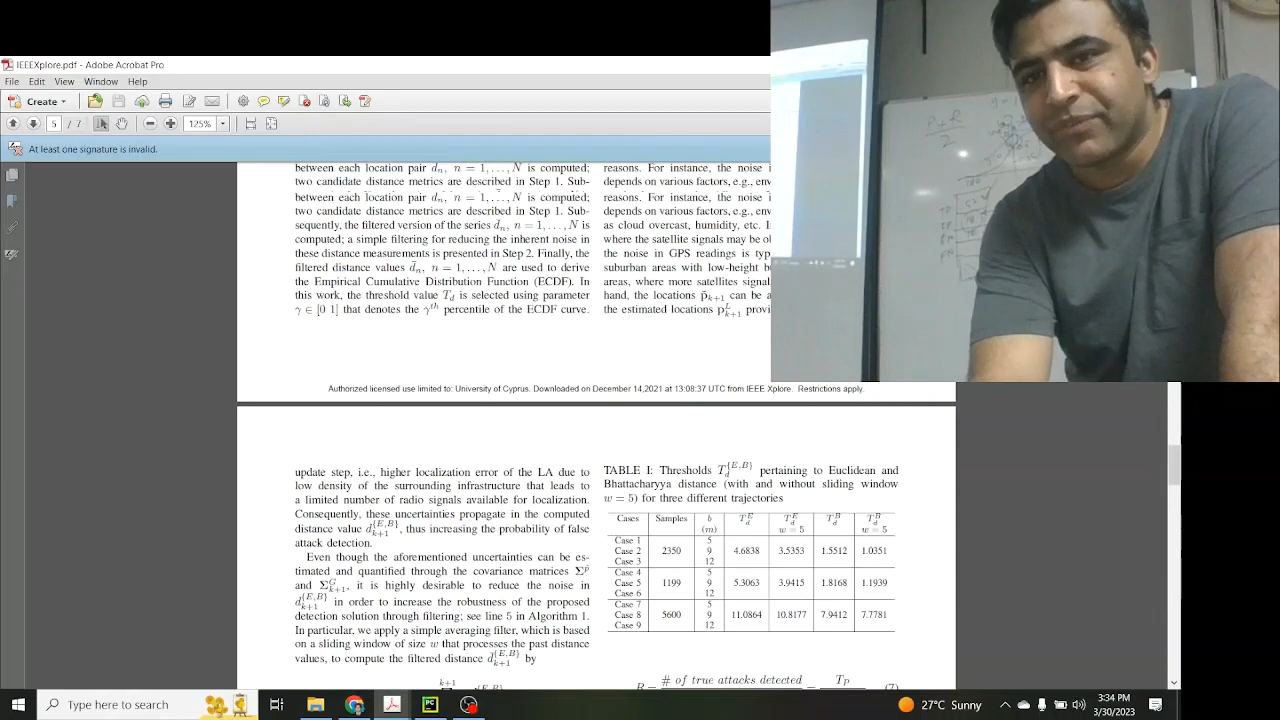 IEEEXplore.pdf - Adobe Acrobat Pro
File Edit View Window Help
Create
5 / 7
125%
At least one signature is invalid.
between each location pair dₙ, n = 1, . . . , N is computed;
two candidate distance metrics are described in Step 1. Sub-
between each location pair dₙ, n = 1, . . . , N is computed;
two candidate distance metrics are described in Step 1. Sub-
sequently, the filtered version of the series dₙ, n = 1, . . . , N is
computed; a simple filtering for reducing the inherent noise in
these distance measurements is presented in Step 2. Finally, the
filtered distance values d̄ₙ, n = 1, . . . , N are used to derive
the Empirical Cumulative Distribution Function (ECDF). In
this work, the threshold value T_d is selected using parameter
γ ∈ [0 1] that denotes the γ^th percentile of the ECDF curve.
reasons. For instance, the noise i
depends on various factors, e.g., env
reasons. For instance, the noise i
depends on various factors, e.g., env
as cloud overcast, humidity, etc. I
where the satellite signals may be ol
the noise in GPS readings is typ
suburban areas with low-height b
areas, where more satellites signal
hand, the locations p̃_{k+1} can be a
the estimated locations p^L_{k+1} provi
P+R
2
Authorized licensed use limited to: University of Cyprus. Downloaded on December 14,2021 at 13:08:37 UTC from IEEE Xplore. Restrictions apply.
update step, i.e., higher localization error of the LA due to
low density of the surrounding infrastructure that leads to
a limited number of radio signals available for localization.
Consequently, these uncertainties propagate in the computed
distance value d^{E,B}_{k+1}, thus increasing the probability of false
attack detection.
Even though the aforementioned uncertainties can be es-
timated and quantified through the covariance matrices Σ^p̃
and Σ^G_{k+1}, it is highly desirable to reduce the noise in
d^{E,B}_{k+1} in order to increase the robustness of the proposed
detection solution through filtering; see line 5 in Algorithm 1.
In particular, we apply a simple averaging filter, which is based
on a sliding window of size w that processes the past distance
values, to compute the filtered distance d̄^{E,B}_{k+1} by
k+1
TABLE I: Thresholds T_d^{E,B} pertaining to Euclidean and
Bhattacharyya distance (with and without sliding window
w = 5) for three different trajectories
Cases Samples b (m) T_d^E T_d^E w = 5 T_d^B T_d^B w = 5
Case 1 5
Case 2 2350 9 4.6838 3.5353 1.5512 1.0351
Case 3 12
Case 4 5
Case 5 1199 9 5.3063 3.9415 1.8168 1.1939
Case 6 12
Case 7 5
Case 8 5600 9 11.0864 10.8177 7.9412 7.7781
Case 9 12
# of true attacks detected T_P (7)
Type here to search
27°C Sunny
3:34 PM
3/30/2023